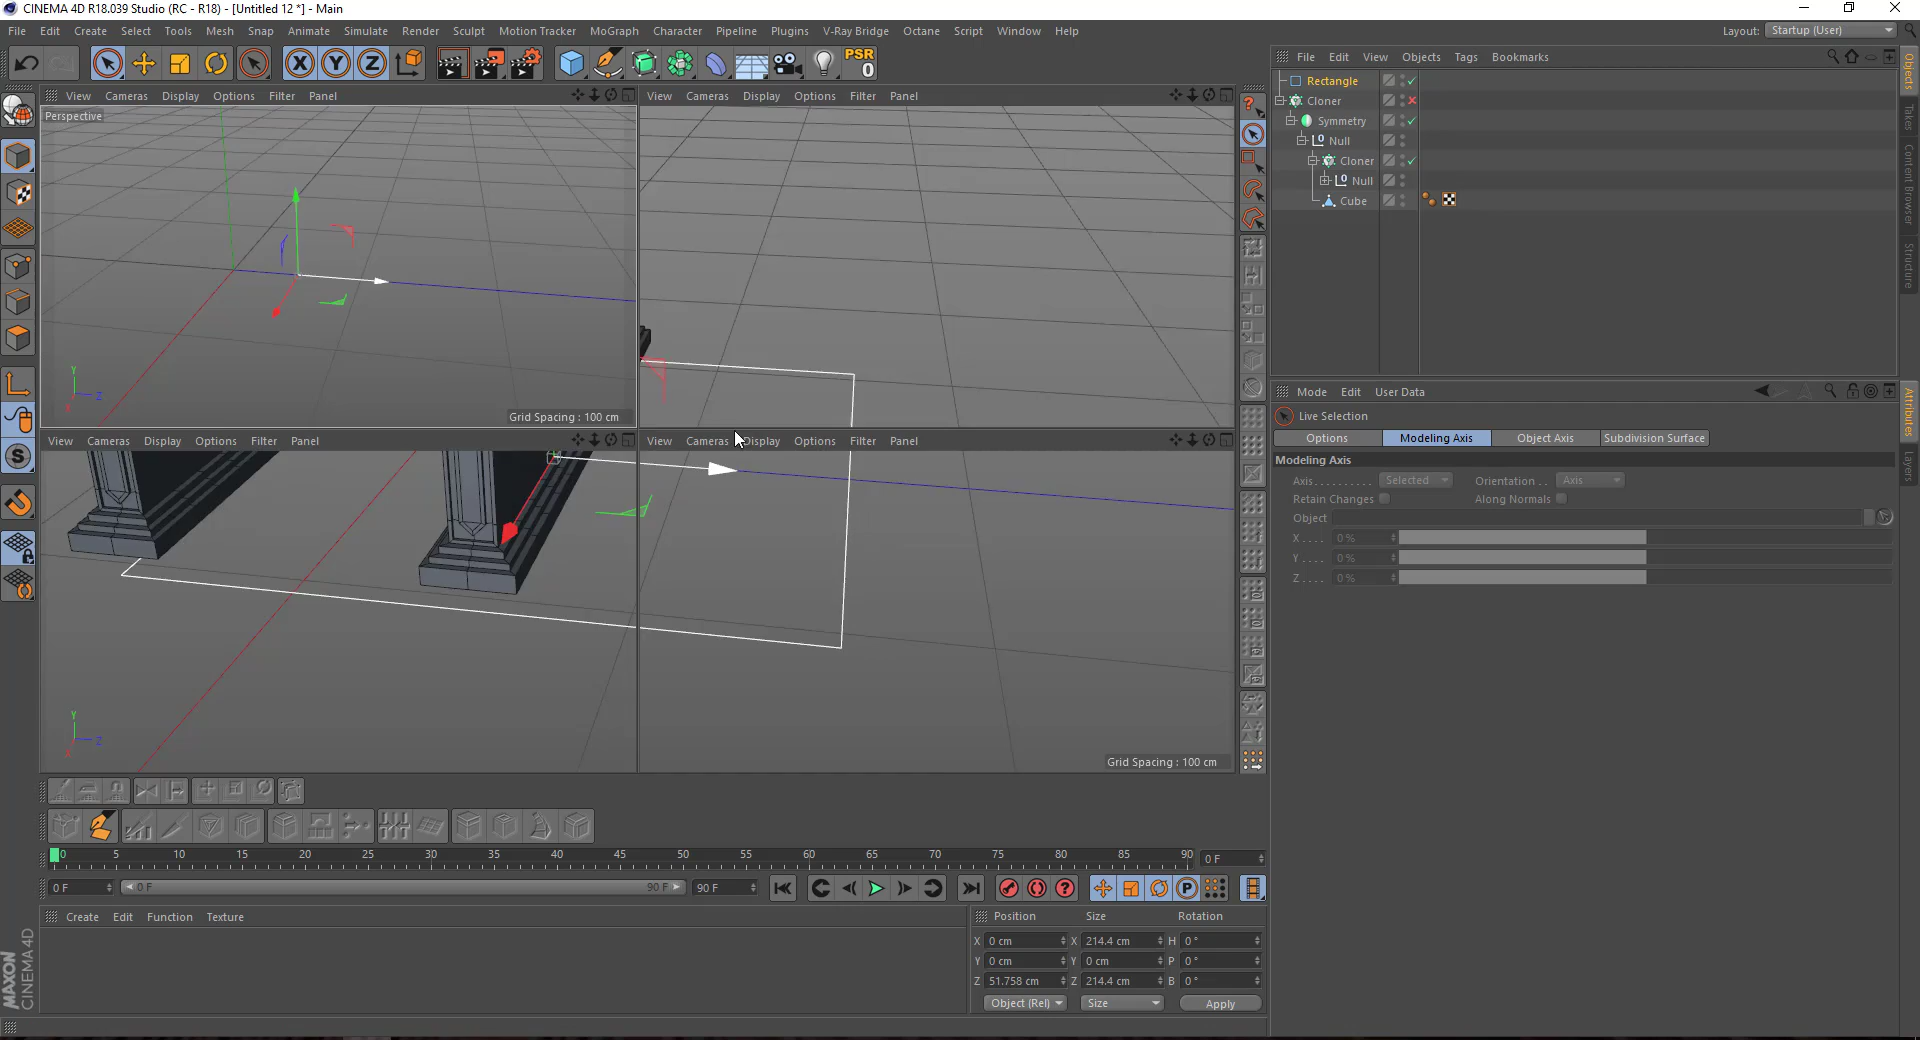 CINEMA 4D R18.039 Studio (RC - R18) - [Untitled 12 *] - Main
File Edit Create Select Tools Mesh Snap Animate Simulate Render Sculpt Motion Tracker MoGraph Character Pipeline Plugins V-Ray Bridge Octane Script Window Help Layout: Startup (User)
X Y Z PSR 0
File Edit View Objects Tags Bookmarks
View Cameras Display Options Filter Panel
View Cameras Display Options Filter Panel
Perspective
Rectangle
Cloner
Symmetry
Null
Cloner
Null
Cube
Objects
Takes
Content Browser
Structure
Y
Z
Grid Spacing : 100 cm
View Cameras Display Options Filter Panel
View Cameras Display Options Filter Panel
Mode Edit User Data
Live Selection
Options Modeling Axis Object Axis Subdivision Surface
Modeling Axis
Axis.......... Selected Orientation .. Axis
Retain Changes Along Normals
Object
X.... 0 %
Y.... 0 %
Z.... 0 %
Attributes
Layers
Y
Z
Grid Spacing : 100 cm
0 5 10 15 20 25 30 35 40 45 50 55 60 65 70 75 80 85 90 0 F
0 F 0 F 90 F 90 F
Create Edit Function Texture
Position Size Rotation
X 0 cm X 214.4 cm H 0 °
Y 0 cm Y 0 cm P 0 °
Z 51.758 cm Z 214.4 cm B 0 °
Object (Rel) Size Apply
MAXON
CINEMA 4D